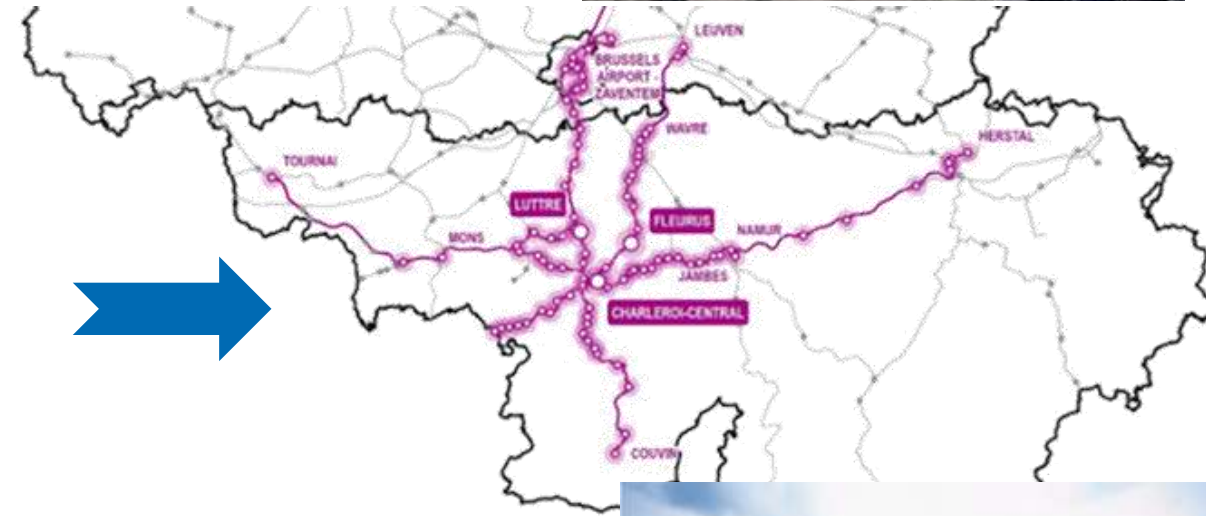 LEUVEN
BRUSSELS
AIRPORT -
ZAVENTEM
WAVRE
HERSTAL
TOURNAI
LUTTRE
FLEURUS
NAMUR
MONS
JAMBES
CHARLEROI-CENTRAL
COUVIN